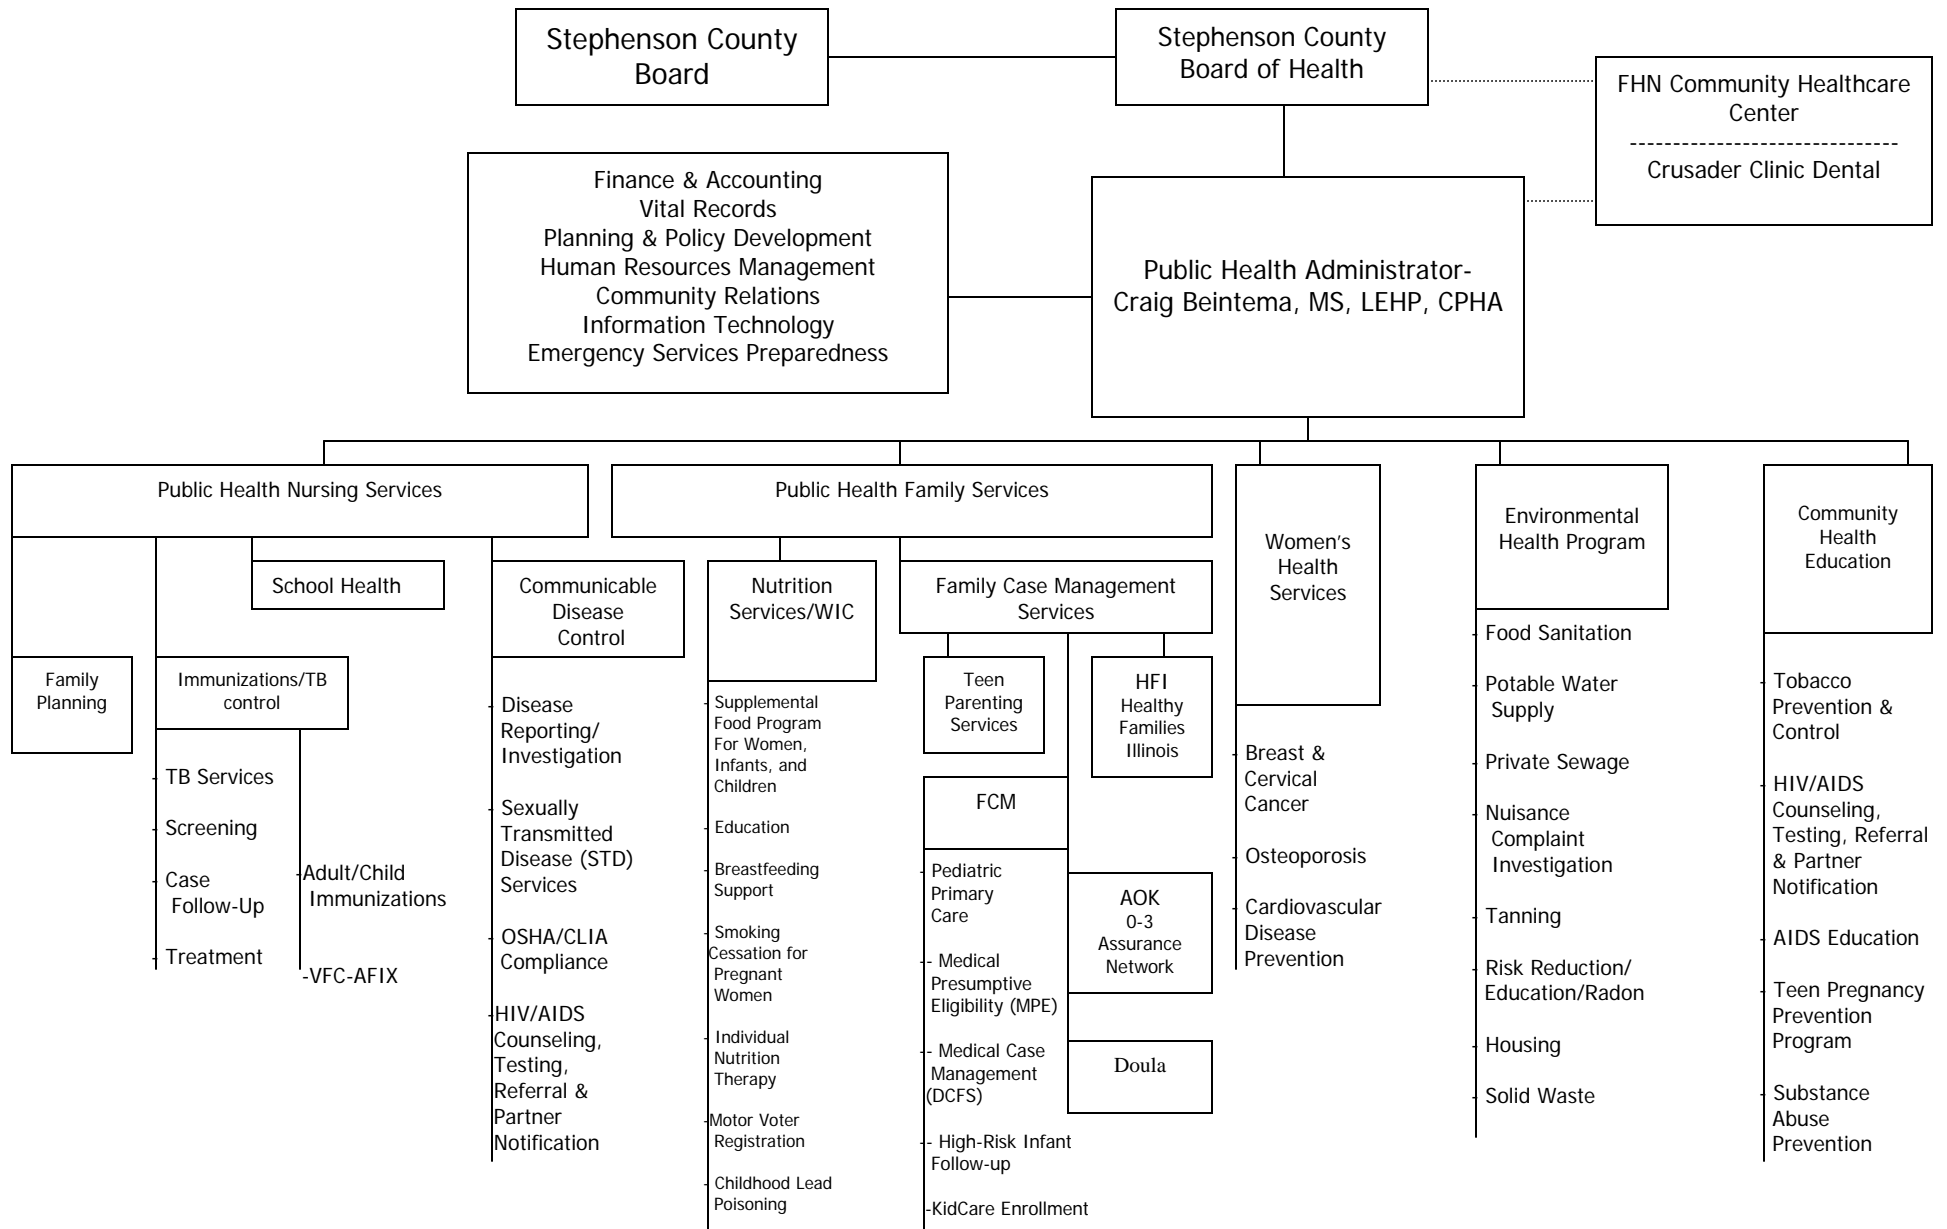 Stephenson County
Board
Stephenson County
Board of Health
FHN Community Healthcare
Center
-------------------------------
Crusader Clinic Dental
Finance & Accounting
Vital Records
Planning & Policy Development
Human Resources Management
Community Relations
Information Technology
Emergency Services Preparedness
Public Health Administrator-
Craig Beintema, MS, LEHP, CPHA
Public Health Nursing Services
Family
Planning
Immunizations/TB
control
- TB Services
- Screening
- Case
Follow-Up
- Treatment
-Adult/Child
Immunizations
-VFC-AFIX
School Health
Communicable
Disease
Control
- Disease
Reporting/
Investigation
- Sexually
Transmitted
Disease (STD)
Services
- OSHA/CLIA
Compliance
-HIV/AIDS
Counseling,
Testing,
Referral &
Partner
Notification
Public Health Family Services
Nutrition
Services/WIC
- Supplemental
Food Program
For Women,
Infants, and
Children
- Education
- Breastfeeding
Support
- Smoking
Cessation for
Pregnant
Women
- Individual
Nutrition
Therapy
-Motor Voter
Registration
- Childhood Lead
Poisoning
Family Case Management
Services
Teen
Parenting
Services
HFI
Healthy
Families
Illinois
FCM
- Pediatric
Primary
Care
-- Medical
Presumptive
Eligibility (MPE)
-- Medical Case
Management
(DCFS)
-- High-Risk Infant
Follow-up
-KidCare Enrollment
AOK
0-3
Assurance
Network
Doula
Women's
Health
Services
- Breast &
Cervical
Cancer
- Osteoporosis
- Cardiovascular
Disease
Prevention
Environmental
Health Program
- Food Sanitation
- Potable Water
Supply
- Private Sewage
- Nuisance
Complaint
Investigation
- Tanning
- Risk Reduction/
Education/Radon
- Housing
- Solid Waste
Community
Health
Education
- Tobacco
Prevention &
Control
- HIV/AIDS
Counseling,
Testing, Referral
& Partner
Notification
- AIDS Education
- Teen Pregnancy
Prevention
Program
- Substance
Abuse
Prevention